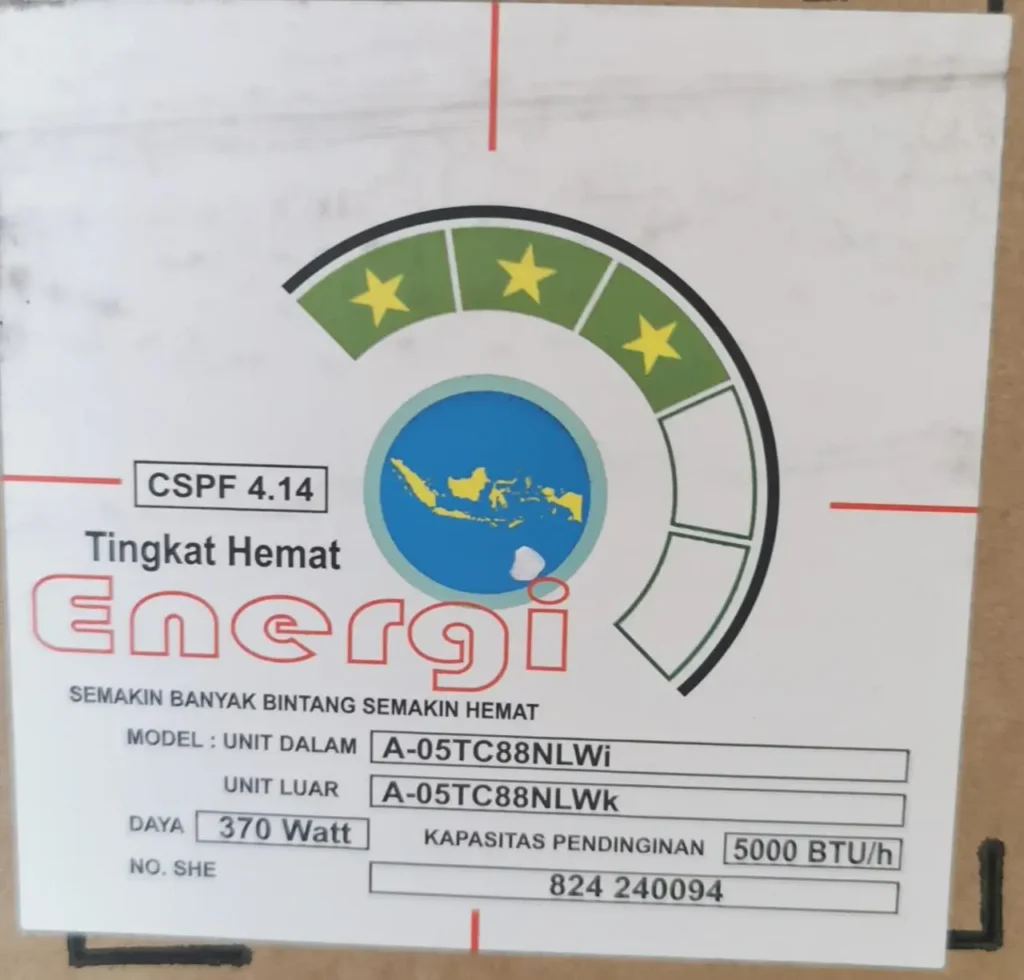 CSPF 4.14
Tingkat Hemat
Energi
SEMAKIN BANYAK BINTANG SEMAKIN HEMAT
MODEL : UNIT DALAM A-05TC88NLWi
UNIT LUAR A-05TC88NLWk
DAYA 370 Watt KAPASITAS PENDINGINAN 5000 BTU/h
NO. SHE 824 240094